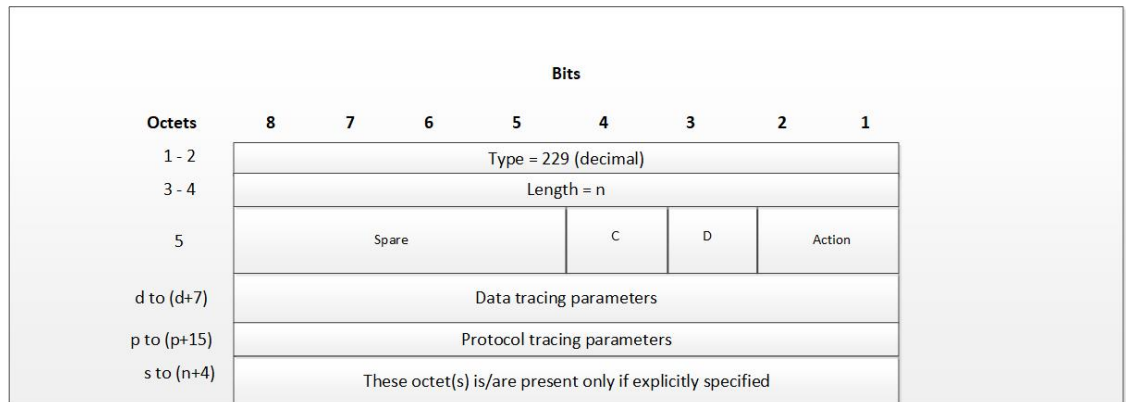 Bits
Octets 8 7 6 5 4 3 2 1
1 - 2 Type = 229 (decimal)
3 - 4 Length = n
5 Spare C D Action
d to (d+7) Data tracing parameters
p to (p+15) Protocol tracing parameters
s to (n+4) These octet(s) is/are present only if explicitly specified